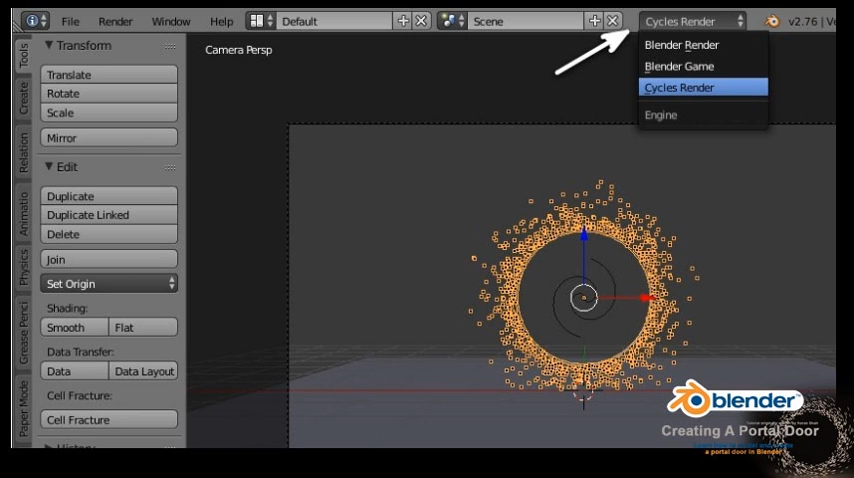 File Render Window Help Default Scene Cycles Render v2.76
Blender Render
Blender Game
Cycles Render
Engine
Camera Persp
Tools
Create
Relation
Animatio
Physics
Grease Penci
Paper Mode
Transform
Translate
Rotate
Scale
Mirror
Edit
Duplicate
Duplicate Linked
Delete
Join
Set Origin
Shading:
Smooth Flat
Data Transfer:
Data Data Layout
Cell Fracture:
Cell Fracture
History
blender
Creating A Portal Door
a portal door in Blender